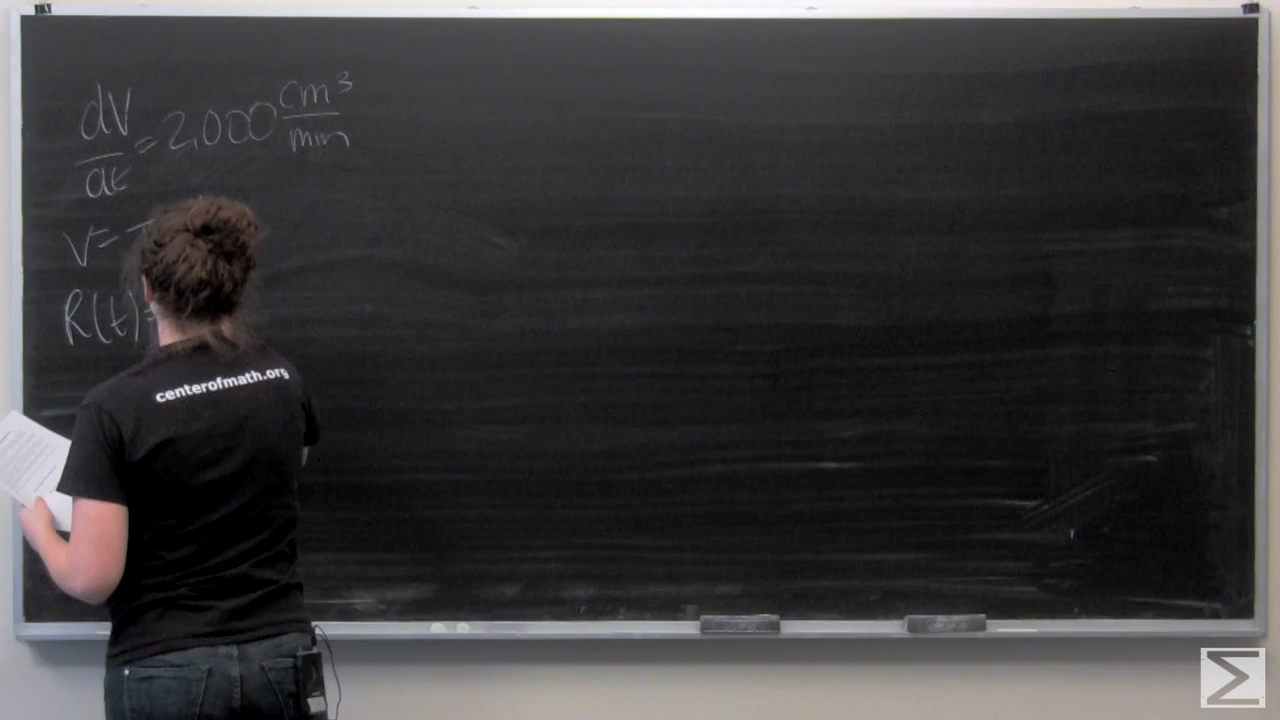 dV/dt = 2,000 cm³/min
V =
R(t) =
centerofmath.org
Σ